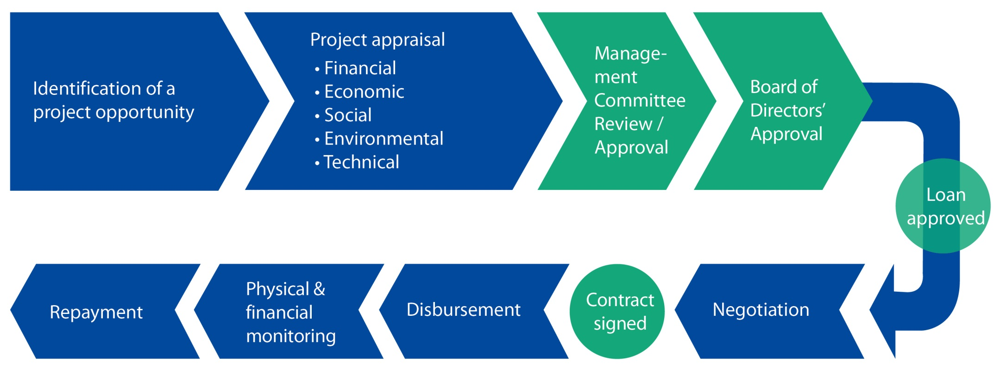 Identification of a
project opportunity
Project appraisal
• Financial
• Economic
• Social
• Environmental
• Technical
Manage-
ment
Committee
Review /
Approval
Board of
Directors’
Approval
Loan
approved
Negotiation
Contract
signed
Disbursement
Physical &
financial
monitoring
Repayment